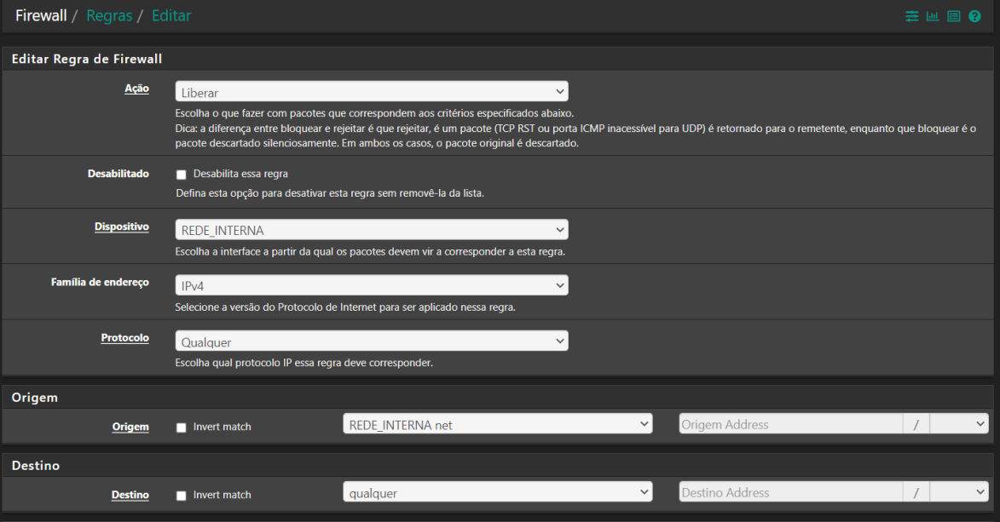 Firewall / Regras / Editar
Editar Regra de Firewall
Ação
Liberar
Escolha o que fazer com pacotes que correspondem aos critérios especificados abaixo.
Dica: a diferença entre bloquear e rejeitar é que rejeitar, é um pacote (TCP RST ou porta ICMP inacessível para UDP) é retornado para o remetente, enquanto que bloquear é o
pacote descartado silenciosamente. Em ambos os casos, o pacote original é descartado.
Desabilitado
Desabilita essa regra
Defina esta opção para desativar esta regra sem removê-la da lista.
Dispositivo
REDE_INTERNA
Escolha a interface a partir da qual os pacotes devem vir a corresponder a esta regra.
Família de endereço
IPv4
Selecione a versão do Protocolo de Internet para ser aplicado nessa regra.
Protocolo
Qualquer
Escolha qual protocolo IP essa regra deve corresponder.
Origem
Origem Invert match REDE_INTERNA net Origem Address /
Destino
Destino Invert match qualquer Destino Address /